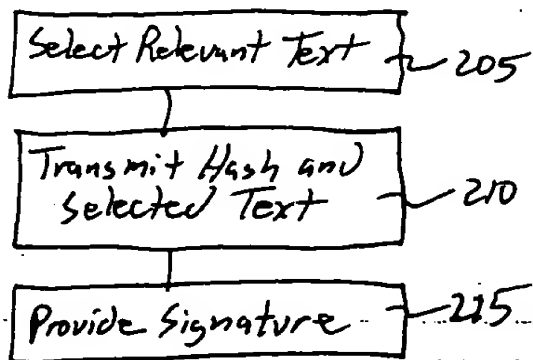 Select Relevant Text 205
Transmit Hash and
Selected Text 210
Provide Signature 215